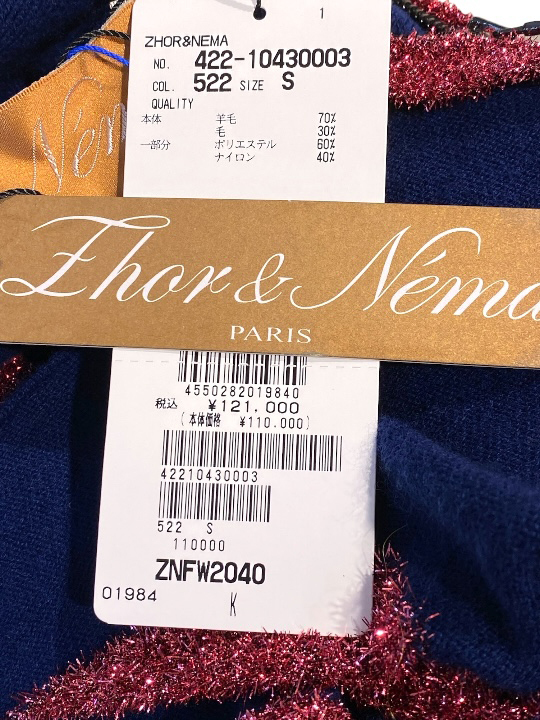 1
ZHOR&NEMA
NO. 422-10430003
COL. 522 SIZE S
QUALITY
本体 羊毛 70%
毛 30%
一部分 ポリエステル 60%
ナイロン 40%
Ném
Zhor & Néma
PARIS
4550282019840
税込 ¥121,000
(本体価格 ¥110,000)
42210430003
522 S
110000
ZNFW2040
01984 K